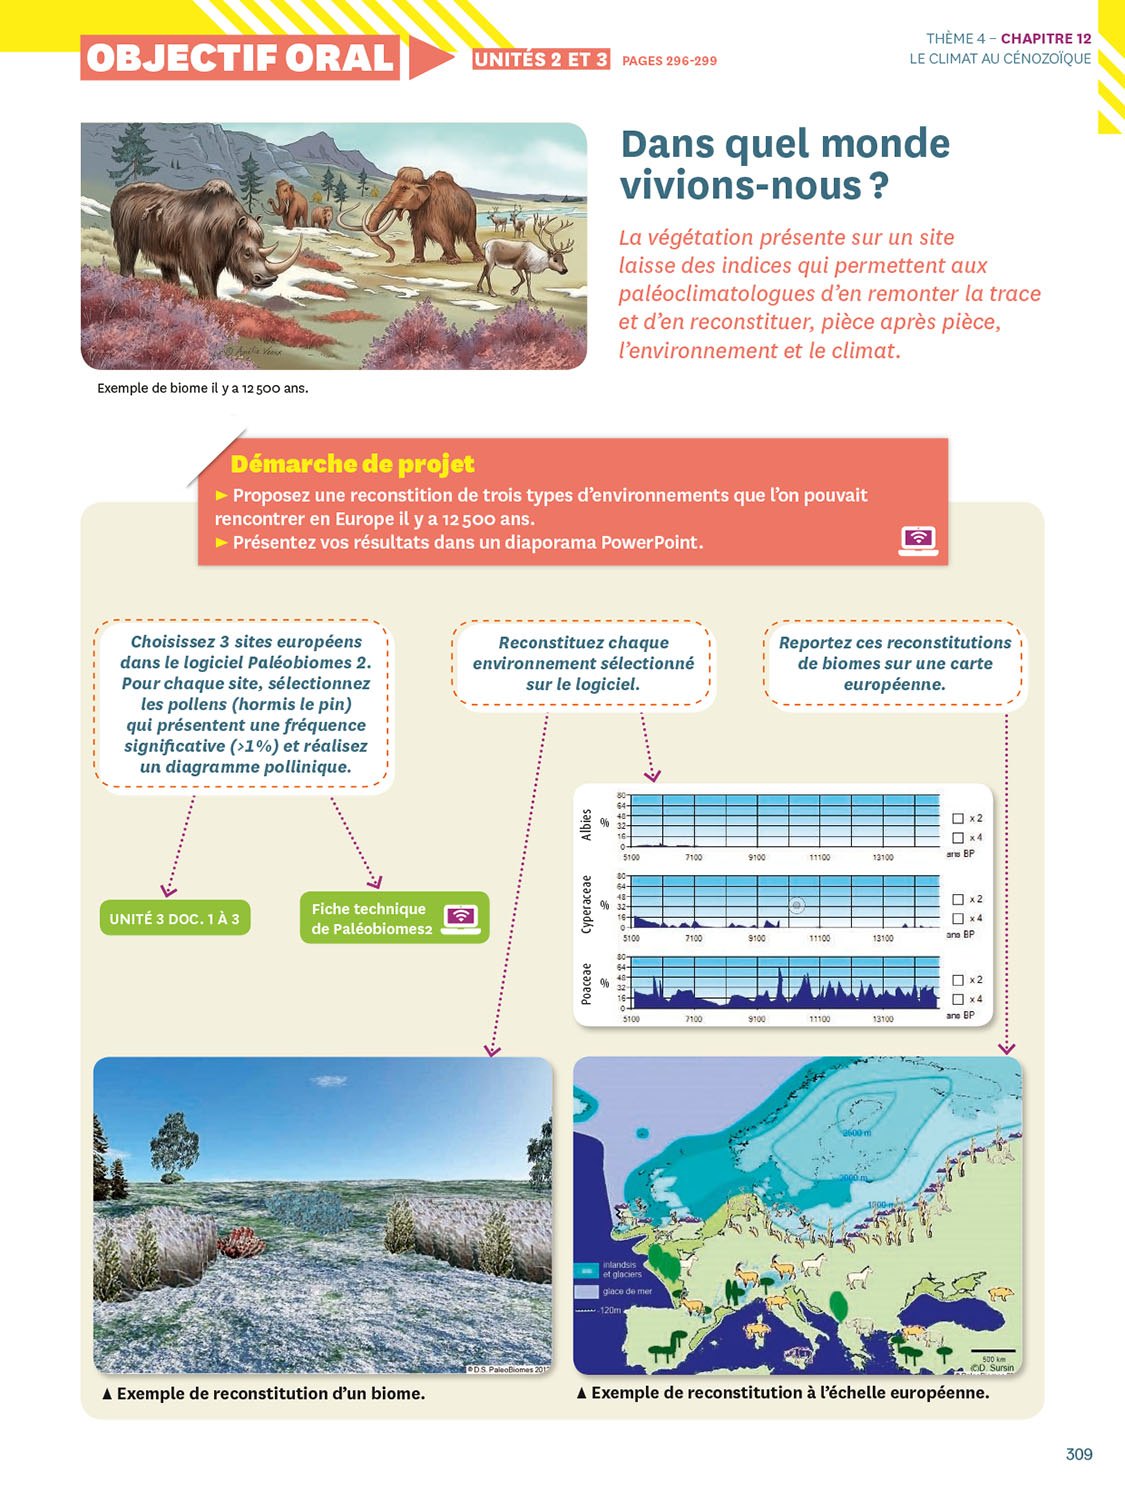 OBJECTIF ORAL
UNITÉS 2 ET 3
PAGES 296-299
THÈME 4 – CHAPITRE 12
LE CLIMAT AU CÉNOZOÏQUE
Dans quel monde
vivions-nous ?
La végétation présente sur un site
laisse des indices qui permettent aux
paléoclimatologues d’en remonter la trace
et d’en reconstituer, pièce après pièce,
l’environnement et le climat.
Exemple de biome il y a 12 500 ans.
Démarche de projet
► Proposez une reconstition de trois types d’environnements que l’on pouvait
rencontrer en Europe il y a 12 500 ans.
► Présentez vos résultats dans un diaporama PowerPoint.
Choisissez 3 sites européens
dans le logiciel Paléobiomes 2.
Pour chaque site, sélectionnez
les pollens (hormis le pin)
qui présentent une fréquence
significative (>1%) et réalisez
un diagramme pollinique.
Reconstituez chaque
environnement sélectionné
sur le logiciel.
Reportez ces reconstitutions
de biomes sur une carte
européenne.
UNITÉ 3 DOC. 1 À 3
Fiche technique
de Paléobiomes2
Albies
%
80
64
48
32
16
0
5100 7100 9100 11100 13100
x 2
x 4
ans BP
Cyperaceae
%
80
64
48
32
16
0
5100 7100 9100 11100 13100
x 2
x 4
ans BP
Poaceae
%
80
64
48
32
16
0
5100 7100 9100 11100 13100
x 2
x 4
ans BP
2000 m
inlandsis
et glaciers
glace de mer
-120m
500 km
©D. Sursin
▲ Exemple de reconstitution d’un biome.
▲ Exemple de reconstitution à l’échelle européenne.
309